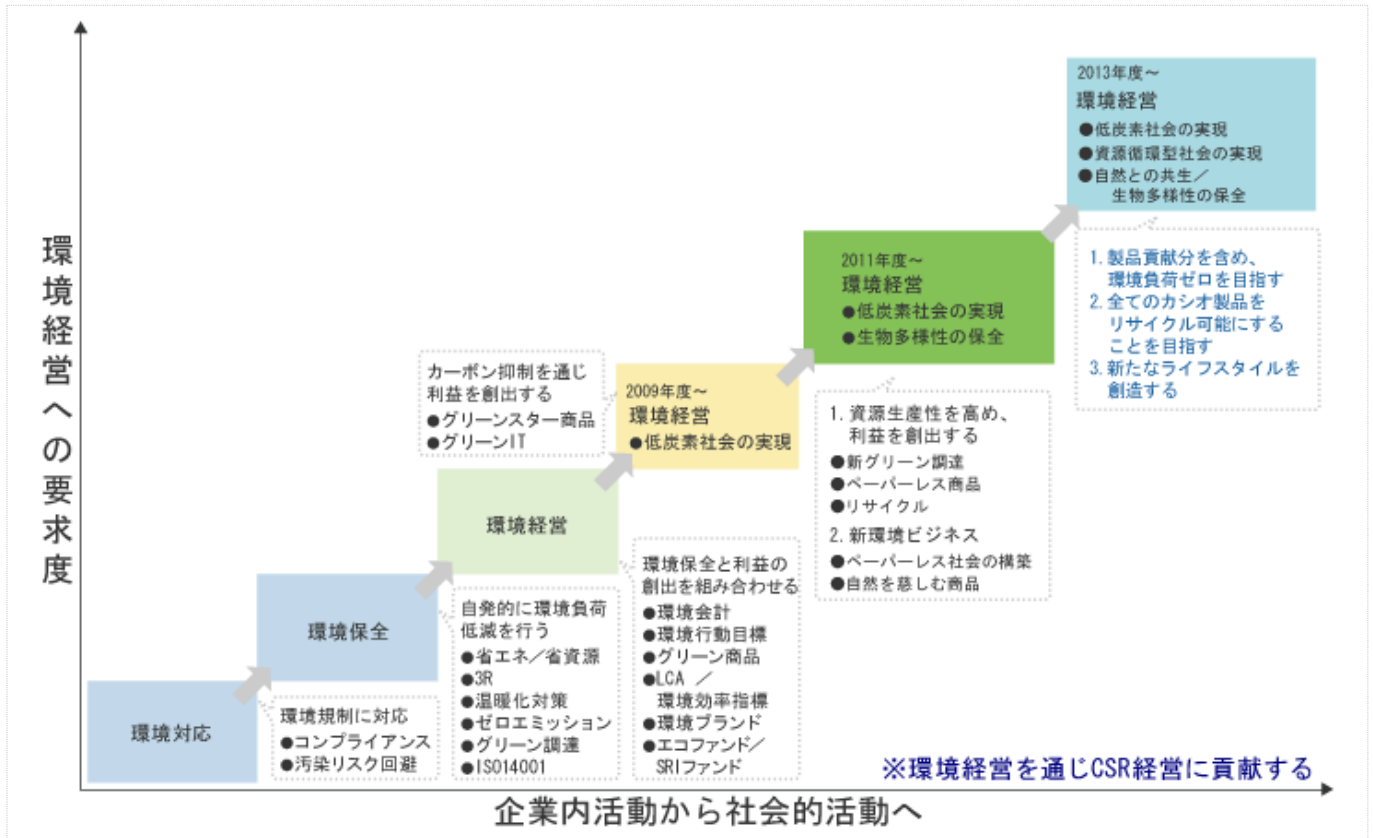 環境経営への要求度
2013年度～
環境経営
●低炭素社会の実現
●資源循環型社会の実現
●自然との共生／
生物多様性の保全
1. 製品貢献分を含め、
環境負荷ゼロを目指す
2. 全てのカシオ製品を
リサイクル可能にする
ことを目指す
3. 新たなライフスタイルを
創造する
2011年度～
環境経営
●低炭素社会の実現
●生物多様性の保全
1. 資源生産性を高め、
利益を創出する
●新グリーン調達
●ペーパーレス商品
●リサイクル
2. 新環境ビジネス
●ペーパーレス社会の構築
●自然を慈しむ商品
カーボン抑制を通じ
利益を創出する
●グリーンスター商品
●グリーンIT
2009年度～
環境経営
●低炭素社会の実現
環境経営
環境保全と利益の
創出を組み合わせる
●環境会計
●環境行動目標
●グリーン商品
●LCA ／
環境効率指標
●環境ブランド
●エコファンド／
SRIファンド
環境保全
自発的に環境負荷
低減を行う
●省エネ／省資源
●3R
●温暖化対策
●ゼロエミッション
●グリーン調達
●ISO14001
環境対応
環境規制に対応
●コンプライアンス
●汚染リスク回避
※環境経営を通じCSR経営に貢献する
企業内活動から社会的活動へ